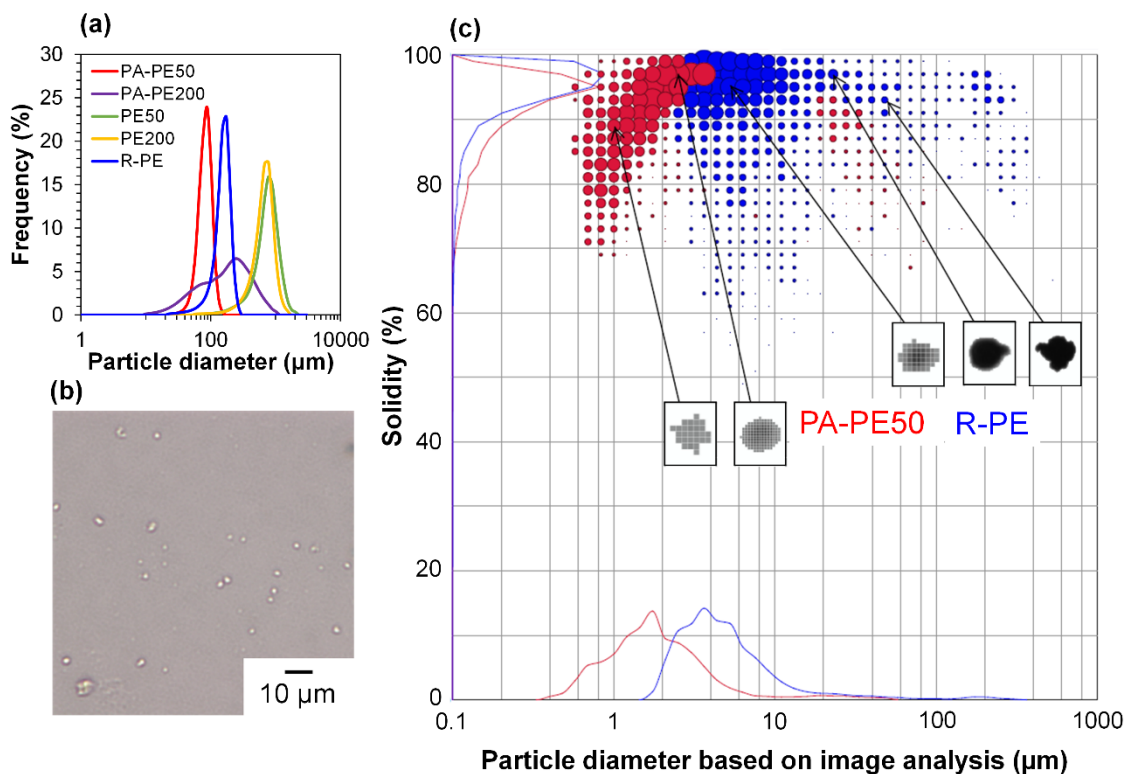 (a)
30
25
20
15
10
5
0
Frequency (%)
PA-PE50
PA-PE200
PE50
PE200
R-PE
1
100
10000
Particle diameter (µm)
(b)
10 µm
(c)
100
80
60
40
20
0
Solidity (%)
PA-PE50
R-PE
0.1
1
10
100
1000
Particle diameter based on image analysis (µm)